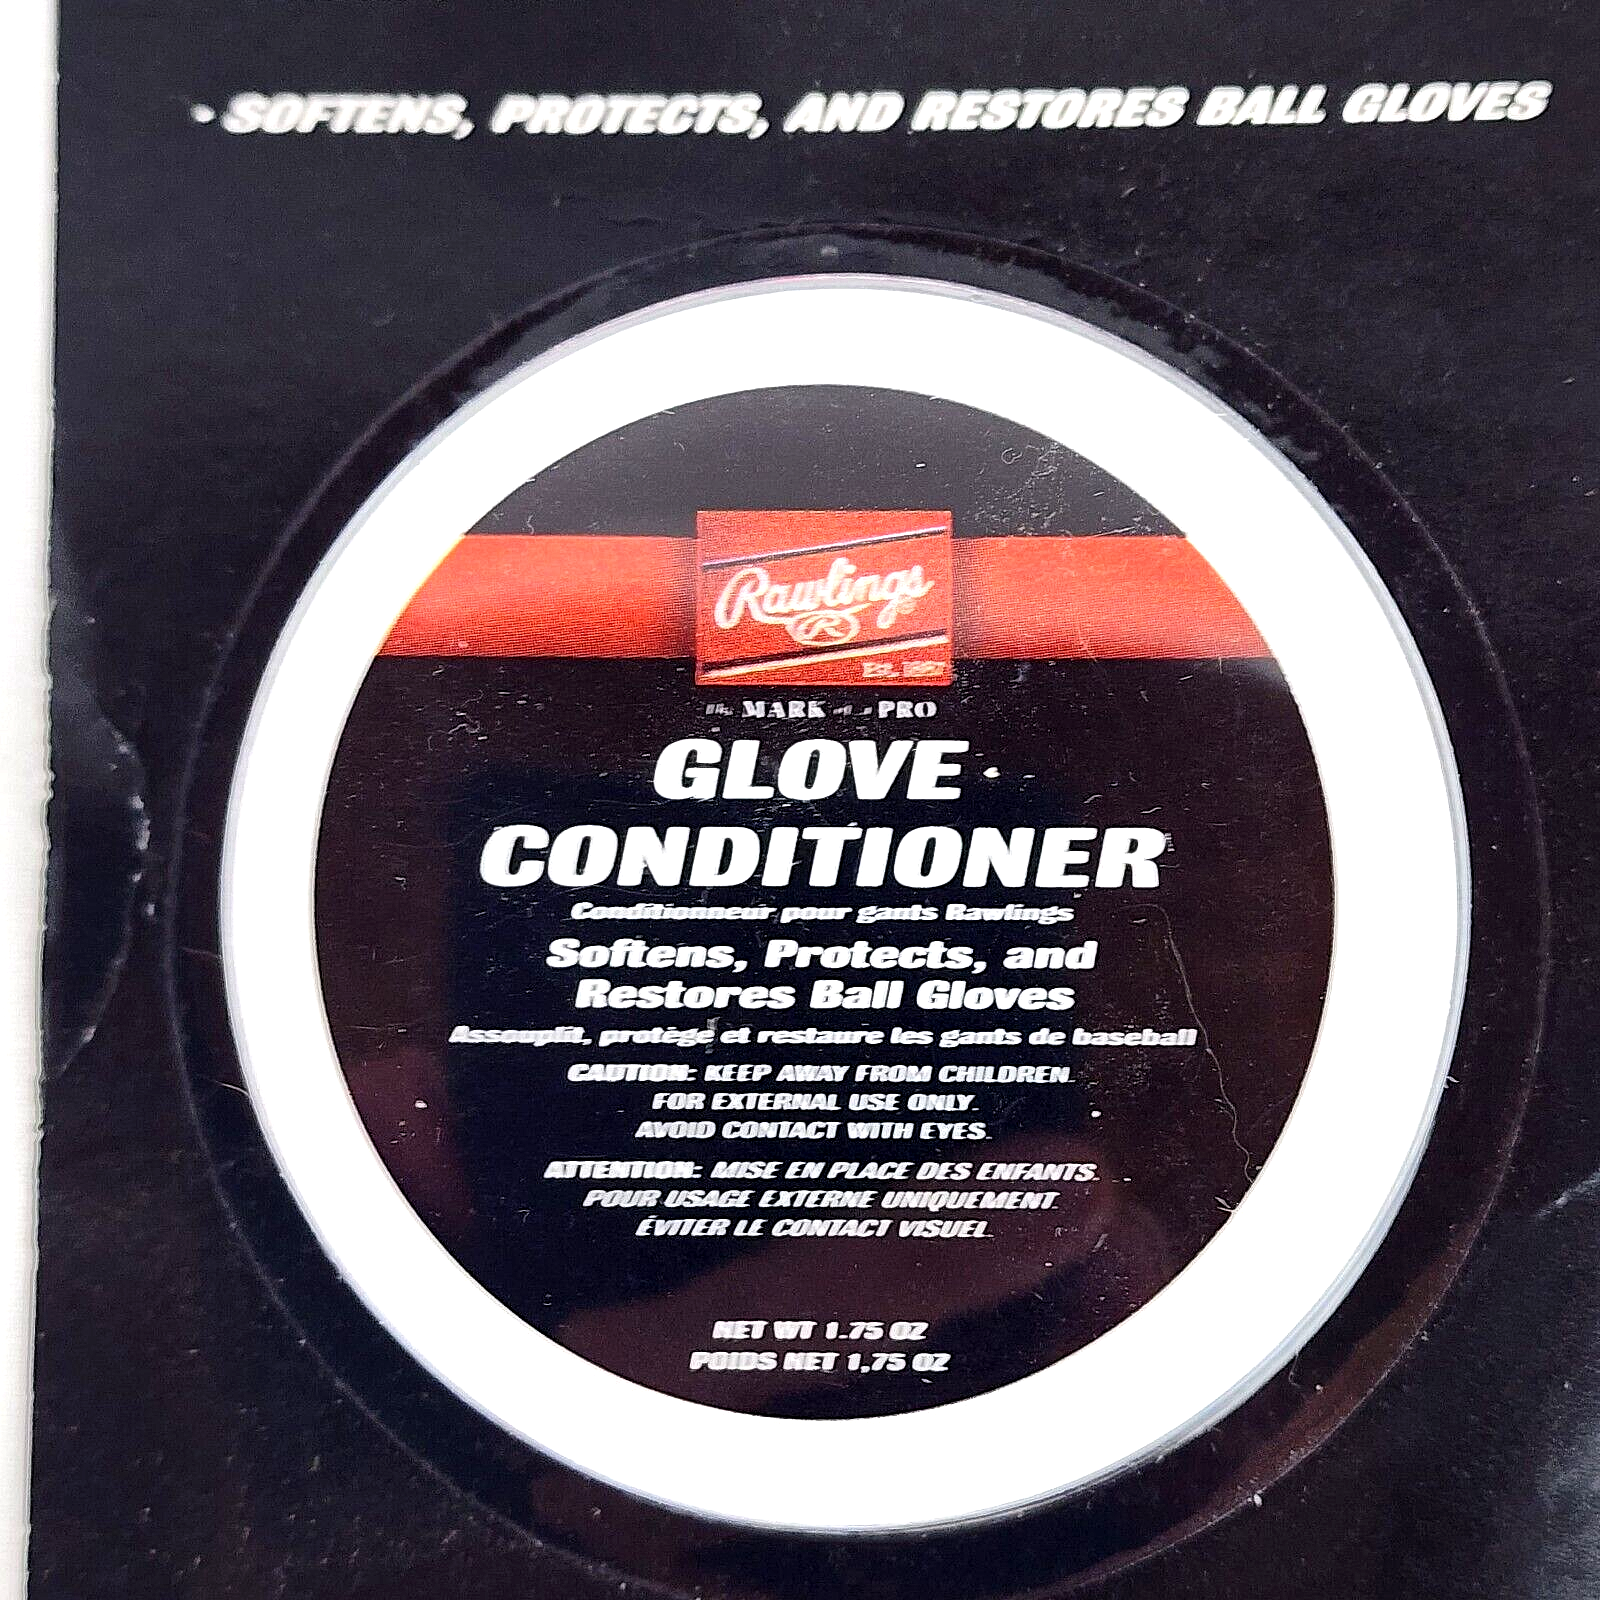 • SOFTENS, PROTECTS, AND RESTORES BALL GLOVES
Rawlings
R
EST. 1887
MARK PRO
GLOVE
CONDITIONER
Conditionneur pour gants Rawlings
Softens, Protects, and
Restores Ball Gloves
Assouplit, protège et restaure les gants de baseball
CAUTION: KEEP AWAY FROM CHILDREN.
FOR EXTERNAL USE ONLY.
AVOID CONTACT WITH EYES.
ATTENTION: MISE EN PLACE DES ENFANTS.
POUR USAGE EXTERNE UNIQUEMENT.
ÉVITER LE CONTACT VISUEL.
NET WT 1.75 OZ
POIDS NET 1,75 OZ